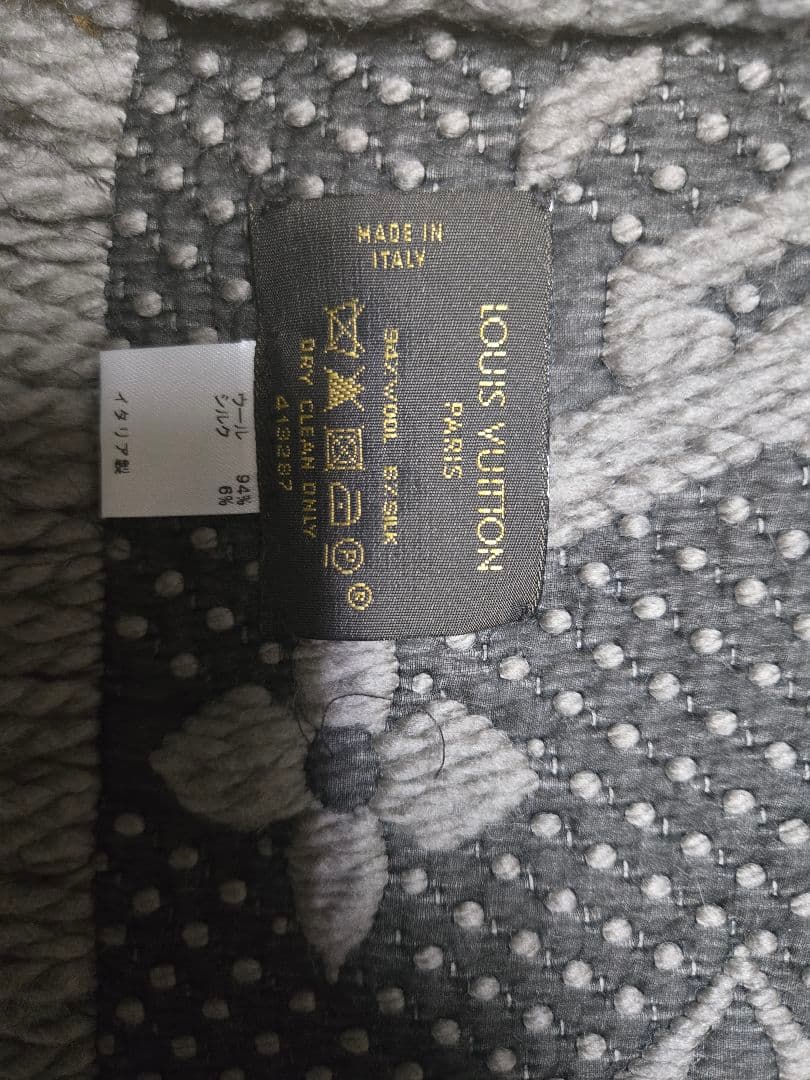 MADE IN
ITALY
LOUIS VUITTON
PARIS
94% WOOL 6% SILK
DRY CLEAN ONLY
413287
ウール 94%
シルク 6%
イタリア製